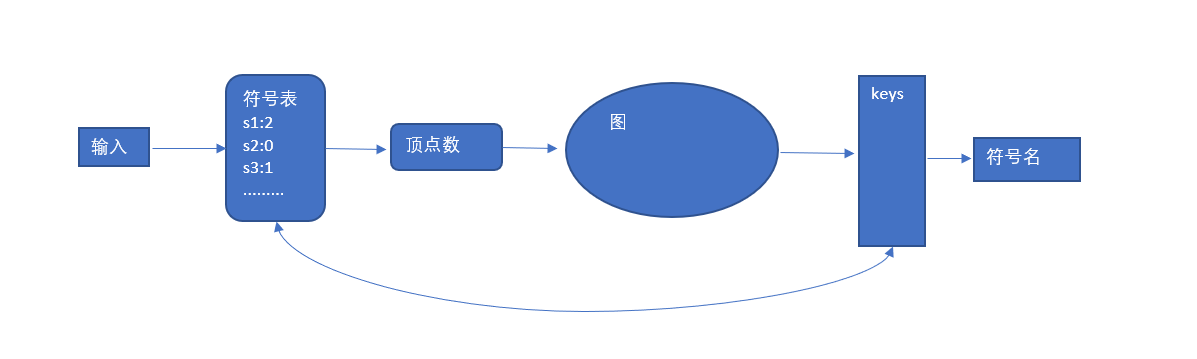 输入
符号表
s1:2
s2:0
s3:1
………
顶点数
图
keys
符号名